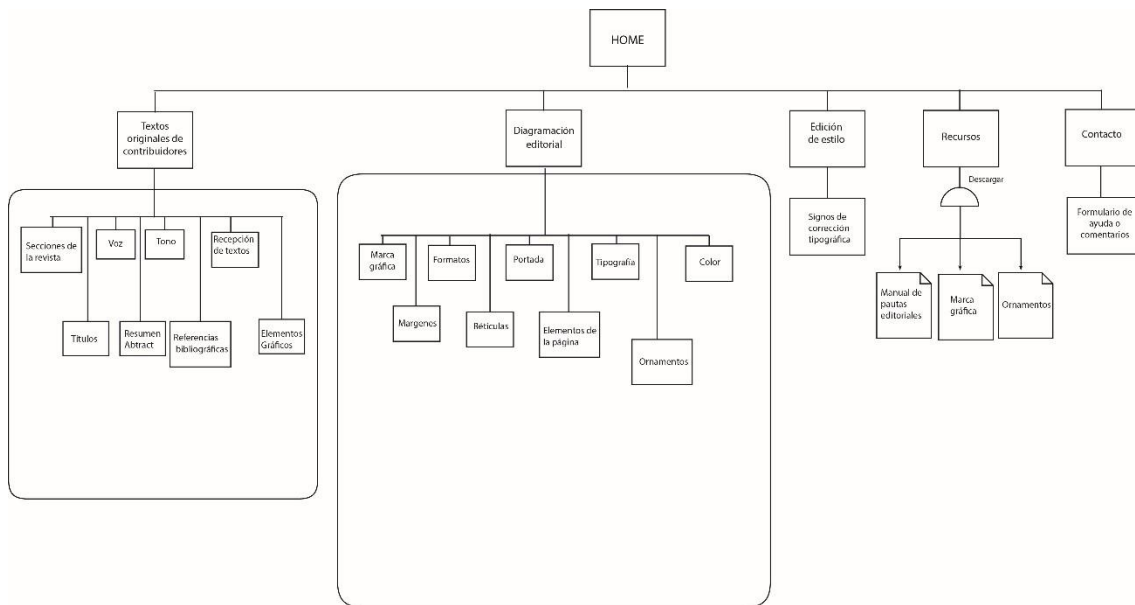 HOME
Textos
originales de
contribuidores
Diagramación
editorial
Edición
de estilo
Recursos
Contacto
Descargar
Secciones de
la revista
Voz
Tono
Recepción
de textos
Títulos
Resumen
Abtract
Referencias
bibliográficas
Elementos
Gráficos
Marca
gráfica
Formatos
Portada
Tipografía
Color
Margenes
Réticulas
Elementos de
la página
Ornamentos
Signos de
corrección
tipográfica
Manual de
pautas
editoriales
Marca
gráfica
Ornamentos
Formulario de
ayuda o
comentarios